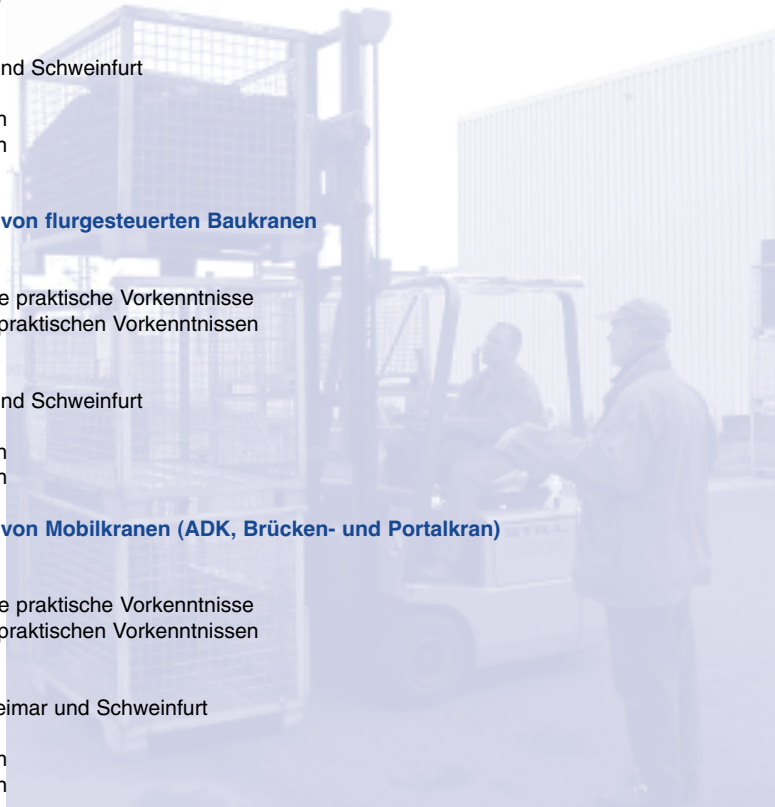 nd Schweinfurt
n
n
von flurgesteuerten Baukranen
e praktische Vorkenntnisse
praktischen Vorkenntnissen
nd Schweinfurt
n
n
von Mobilkranen (ADK, Brücken- und Portalkran)
e praktische Vorkenntnisse
praktischen Vorkenntnissen
eimar und Schweinfurt
n
n
STILL